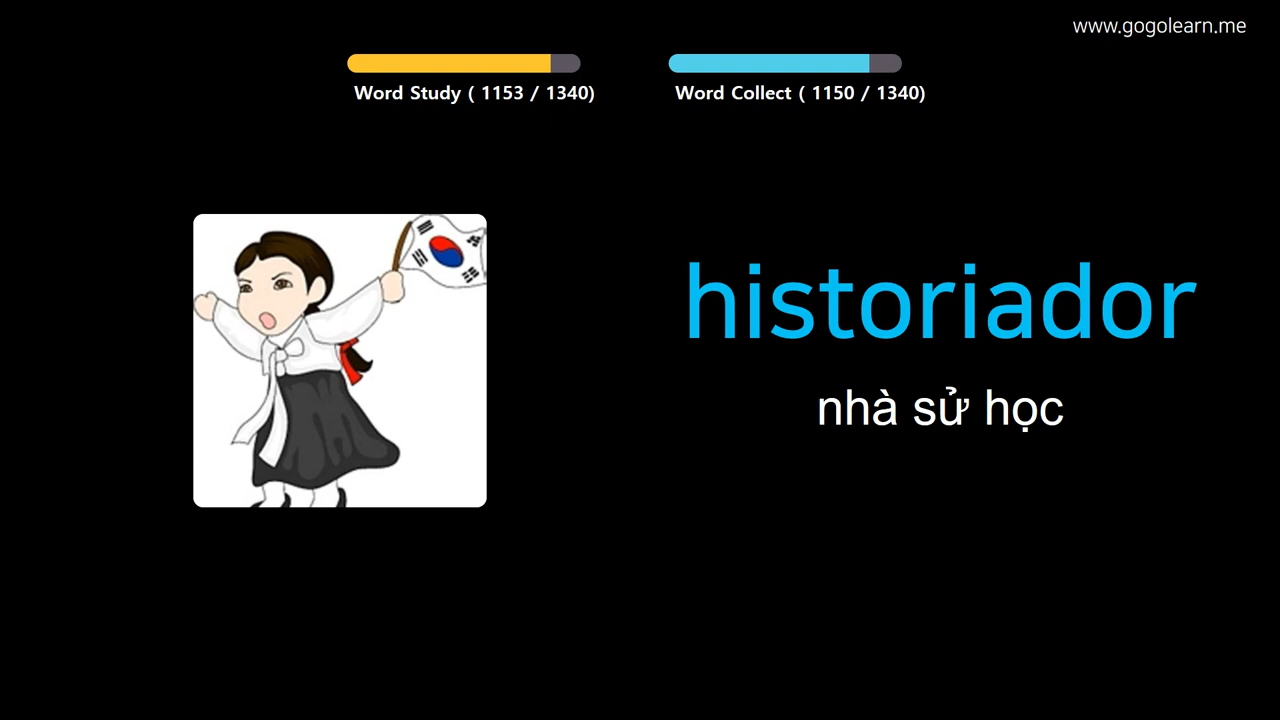 www.gogolearn.me
Word Study ( 1153 / 1340)
Word Collect ( 1150 / 1340)
historiador
nhà sử học